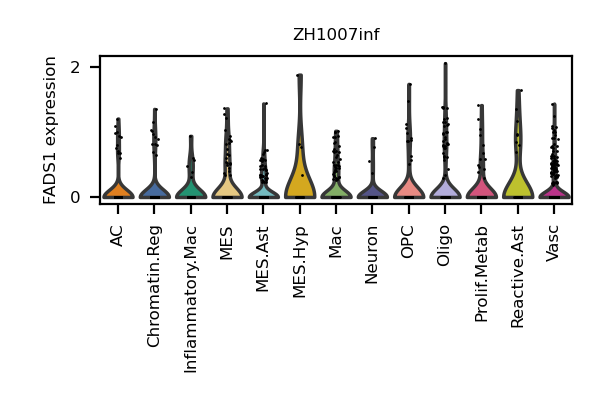 ZH1007inf
FADS1 expression
2
0
AC
Chromatin.Reg
Inflammatory.Mac
MES
MES.Ast
MES.Hyp
Mac
Neuron
OPC
Oligo
Prolif.Metab
Reactive.Ast
Vasc